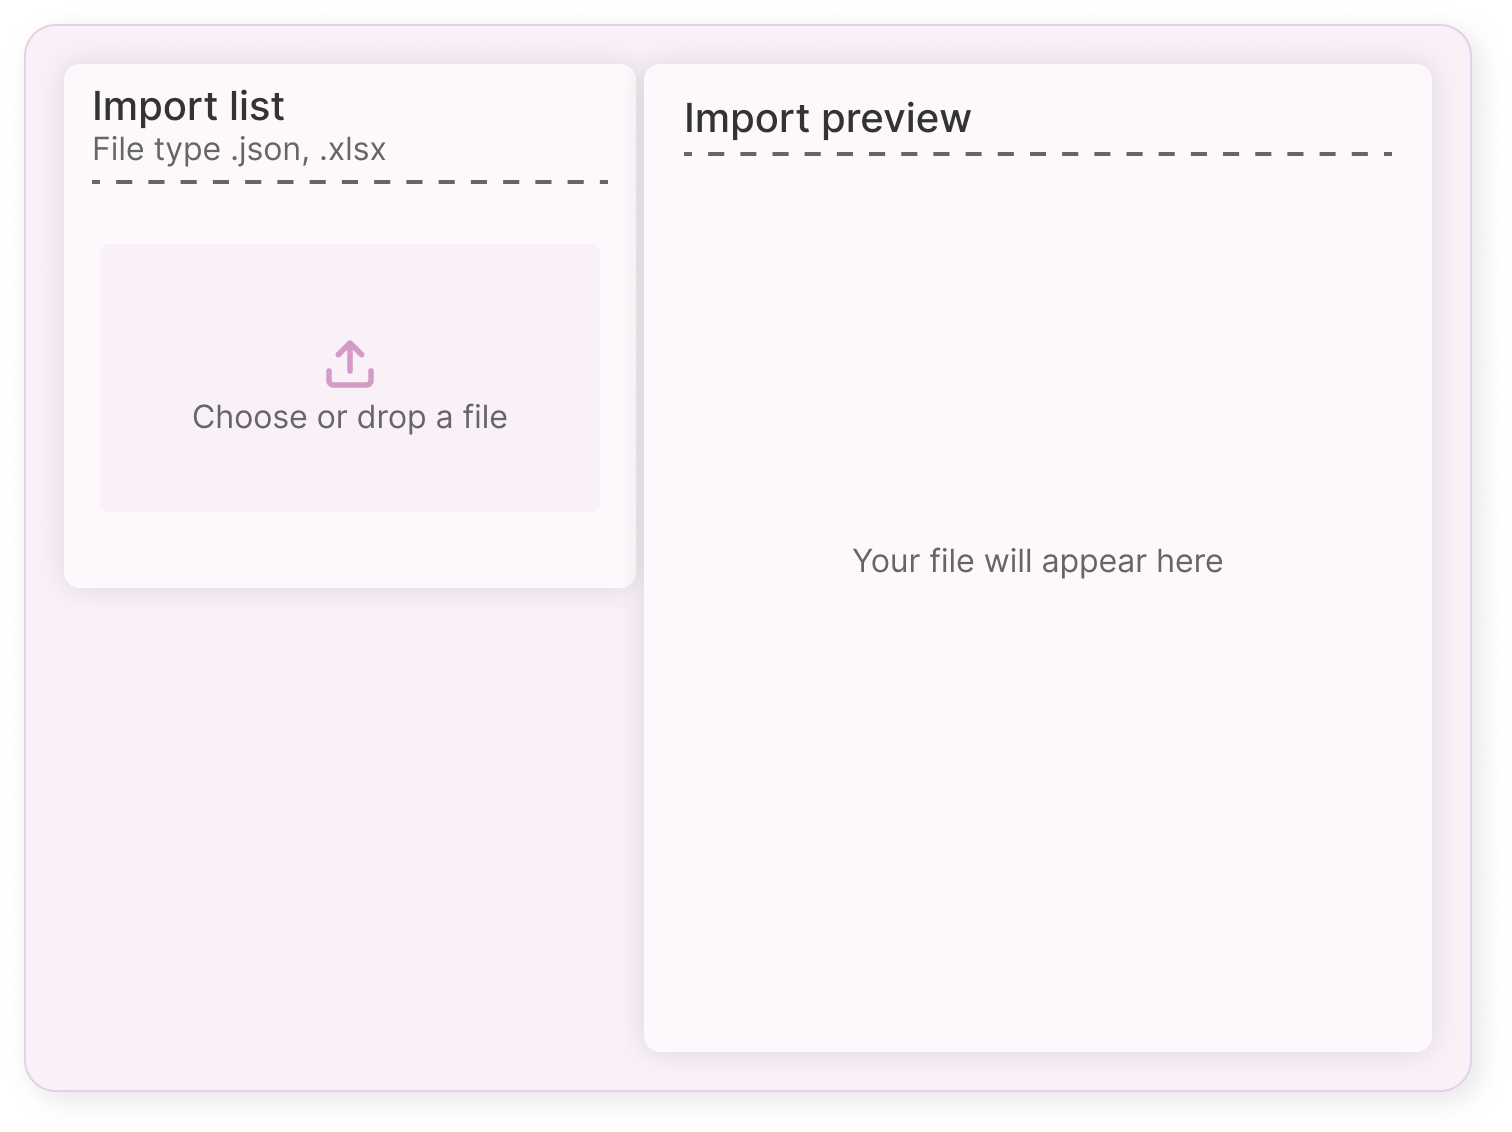 Import list
File type .json, .xlsx
Choose or drop a file
Import preview
Your file will appear here